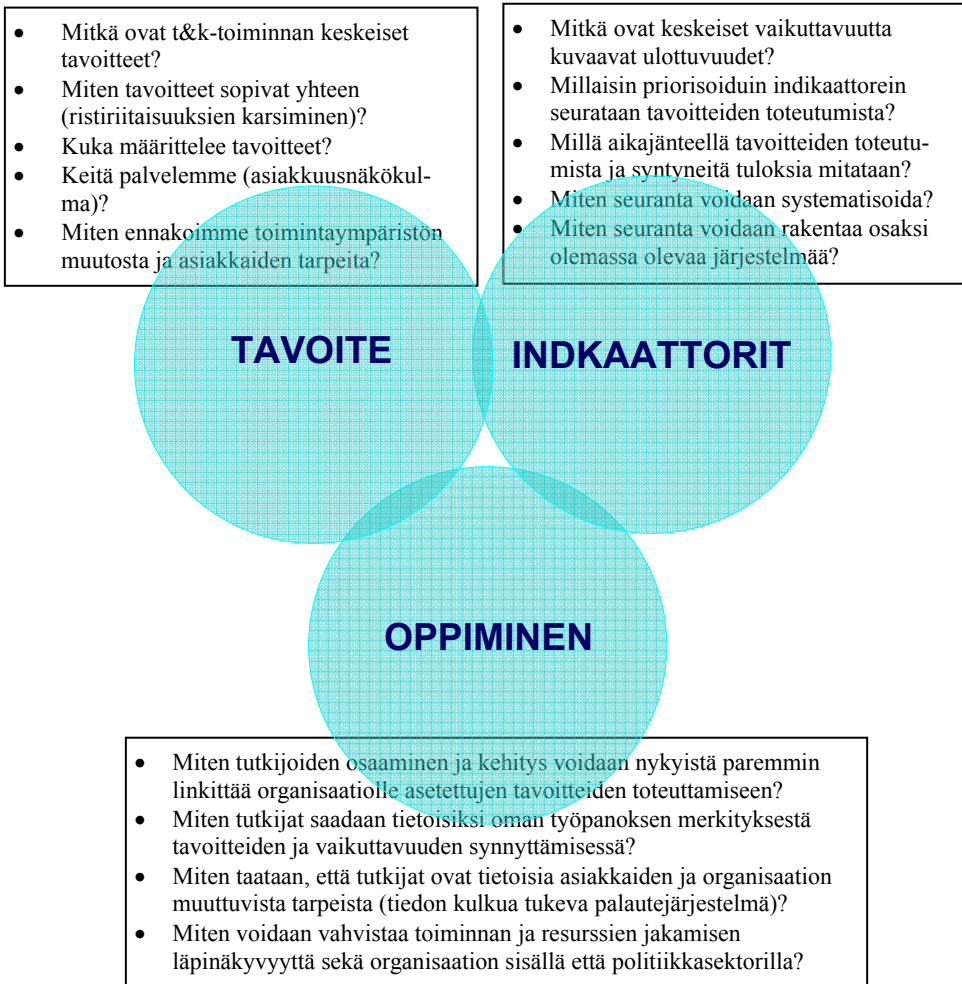 • Mitkä ovat t&k-toiminnan keskeiset
tavoitteet?
• Miten tavoitteet sopivat yhteen
(ristiriitaisuuksien karsiminen)?
• Kuka määrittelee tavoitteet?
• Keitä palvelemme (asiakkuusnäkökul-
ma)?
• Miten ennakoimme toimintaympäristön
muutosta ja asiakkaiden tarpeita?
• Mitkä ovat keskeiset vaikuttavuutta
kuvaavat ulottuvuudet?
• Millaisin priorisoiduin indikaattorein
seurataan tavoitteiden toteutumista?
• Millä aikajänteellä tavoitteiden toteutu-
mista ja syntyneitä tuloksia mitataan?
• Miten seuranta voidaan systematisoida?
• Miten seuranta voidaan rakentaa osaksi
olemassa olevaa järjestelmää?
TAVOITE
INDKAATTORIT
OPPIMINEN
• Miten tutkijoiden osaaminen ja kehitys voidaan nykyistä paremmin
linkittää organisaatiolle asetettujen tavoitteiden toteuttamiseen?
• Miten tutkijat saadaan tietoisiksi oman työpanoksen merkityksestä
tavoitteiden ja vaikuttavuuden synnyttämisessä?
• Miten taataan, että tutkijat ovat tietoisia asiakkaiden ja organisaation
muuttuvista tarpeista (tiedon kulkua tukeva palautejärjestelmä)?
• Miten voidaan vahvistaa toiminnan ja resurssien jakamisen
läpinäkyvyyttä sekä organisaation sisällä että politiikkasektorilla?